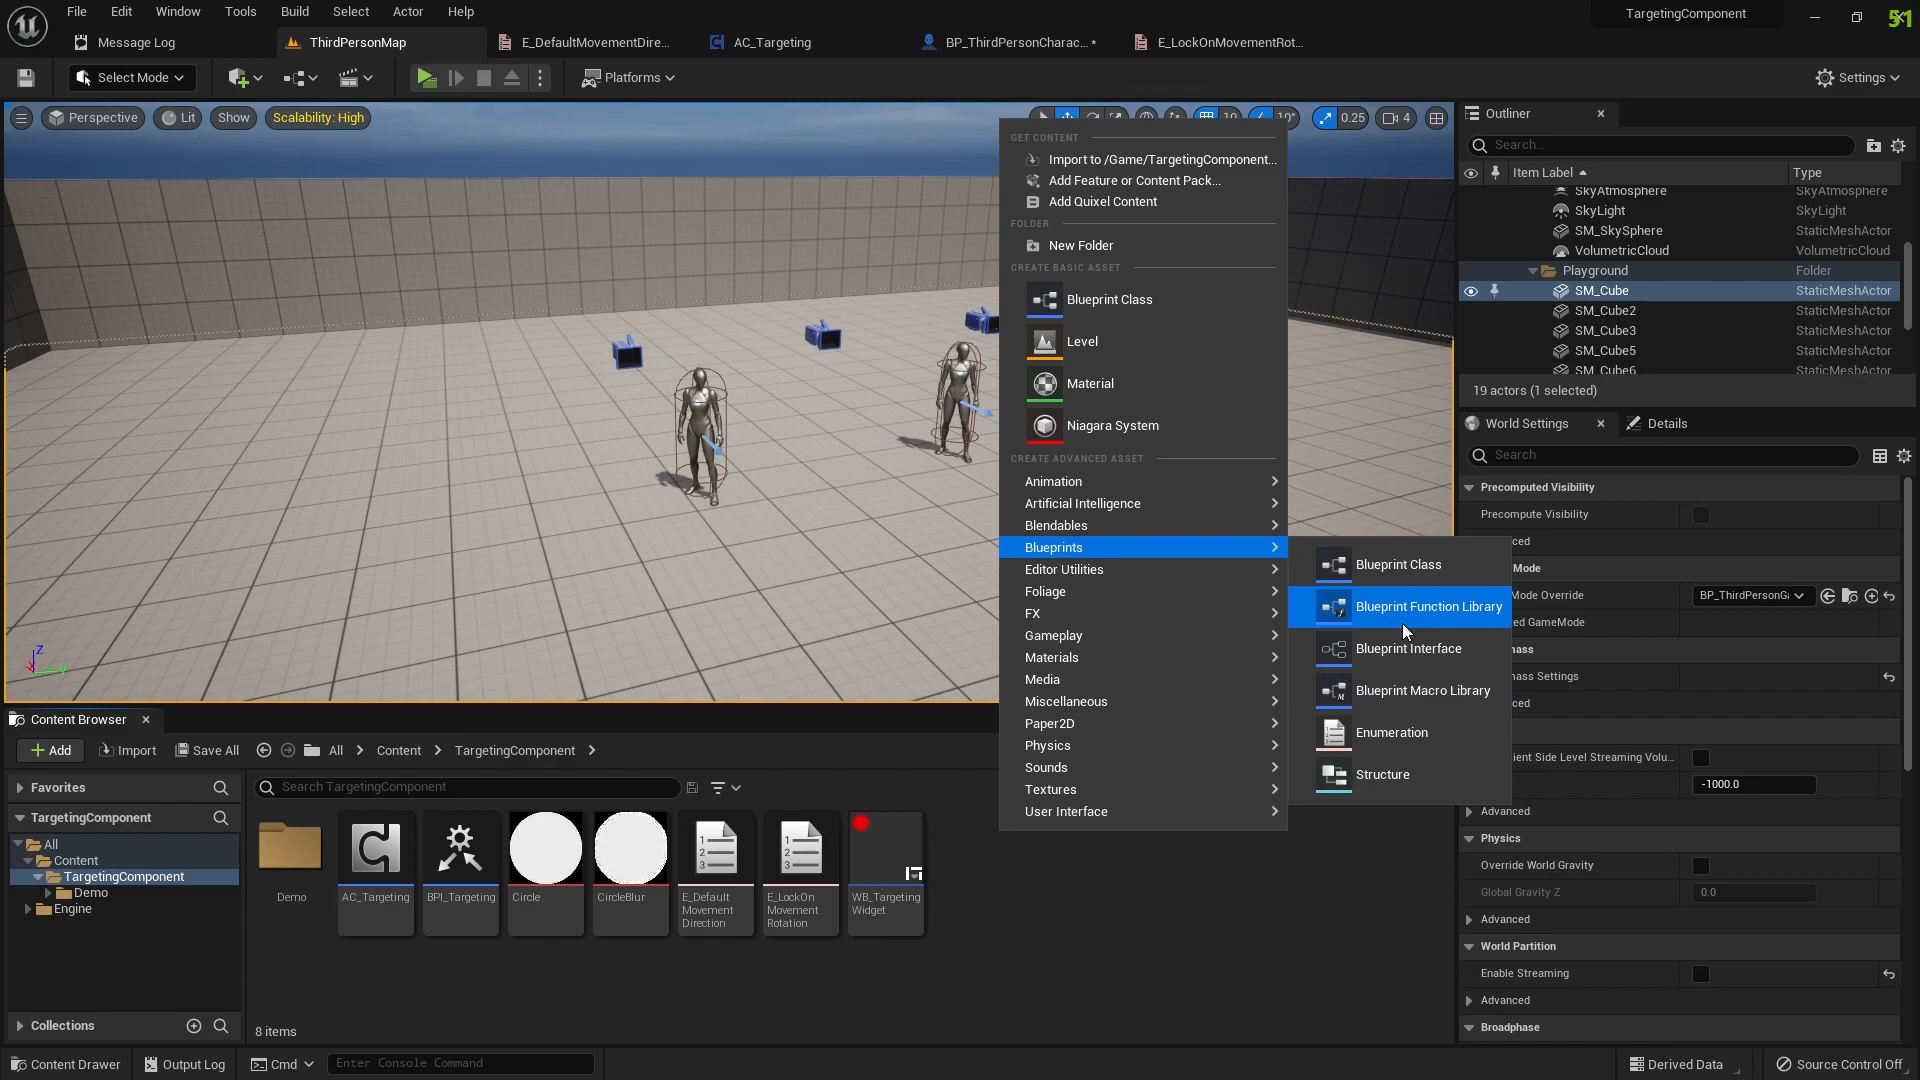 File Edit Window Tools Build Select Actor Help
TargetingComponent
51
Message Log
ThirdPersonMap
E_DefaultMovementDire...
AC_Targeting
BP_ThirdPersonCharac...*
E_LockOnMovementRot...
Select Mode
Platforms
Settings
Perspective
Lit
Show
Scalability: High
10
10°
0.25
4
Z
X
Y
GET CONTENT
Import to /Game/TargetingComponent...
Add Feature or Content Pack...
Add Quixel Content
FOLDER
New Folder
CREATE BASIC ASSET
Blueprint Class
Level
Material
Niagara System
CREATE ADVANCED ASSET
Animation
Artificial Intelligence
Blendables
Blueprints
Editor Utilities
Foliage
FX
Gameplay
Materials
Media
Miscellaneous
Paper2D
Physics
Sounds
Textures
User Interface
Blueprint Class
Blueprint Function Library
Blueprint Interface
Blueprint Macro Library
Enumeration
Structure
Outliner
Search...
Item Label
Type
SkyAtmosphere SkyAtmosphere
SkyLight SkyLight
SM_SkySphere StaticMeshActor
VolumetricCloud VolumetricCloud
Playground Folder
SM_Cube StaticMeshActor
SM_Cube2 StaticMeshActor
SM_Cube3 StaticMeshActor
SM_Cube5 StaticMeshActor
SM_Cube6 StaticMeshActor
19 actors (1 selected)
World Settings
Details
Search
Precomputed Visibility
Precompute Visibility
ced
Mode
Mode Override
BP_ThirdPersonGa
ed GameMode
mass
mass Settings
ced
ient Side Level Streaming Volu...
-1000.0
Advanced
Physics
Override World Gravity
Global Gravity Z
0.0
Advanced
World Partition
Enable Streaming
Advanced
Broadphase
Content Browser
Add
Import
Save All
All
Content
TargetingComponent
Favorites
TargetingComponent
All
Content
TargetingComponent
Demo
Engine
Collections
Search TargetingComponent
Demo
AC_Targeting
BPI_Targeting
Circle
CircleBlur
E_Default
Movement
Direction
E_LockOn
Movement
Rotation
WB_Targeting
Widget
8 items
Content Drawer
Output Log
Cmd
Enter Console Command
Derived Data
Source Control Off